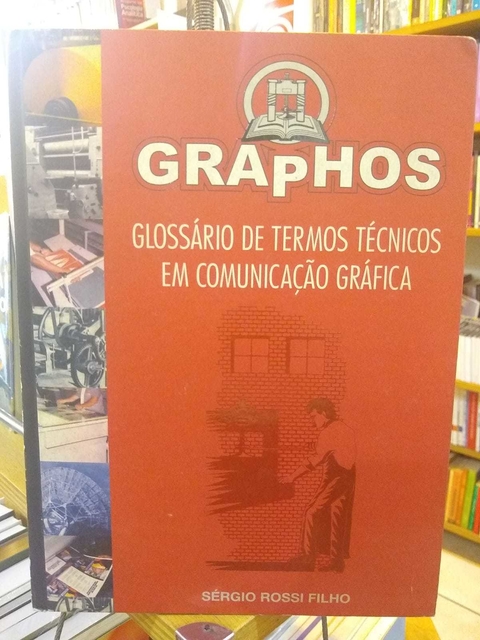 GRApHOS
GLOSSÁRIO DE TERMOS TÉCNICOS
EM COMUNICAÇÃO GRÁFICA
SÉRGIO ROSSI FILHO